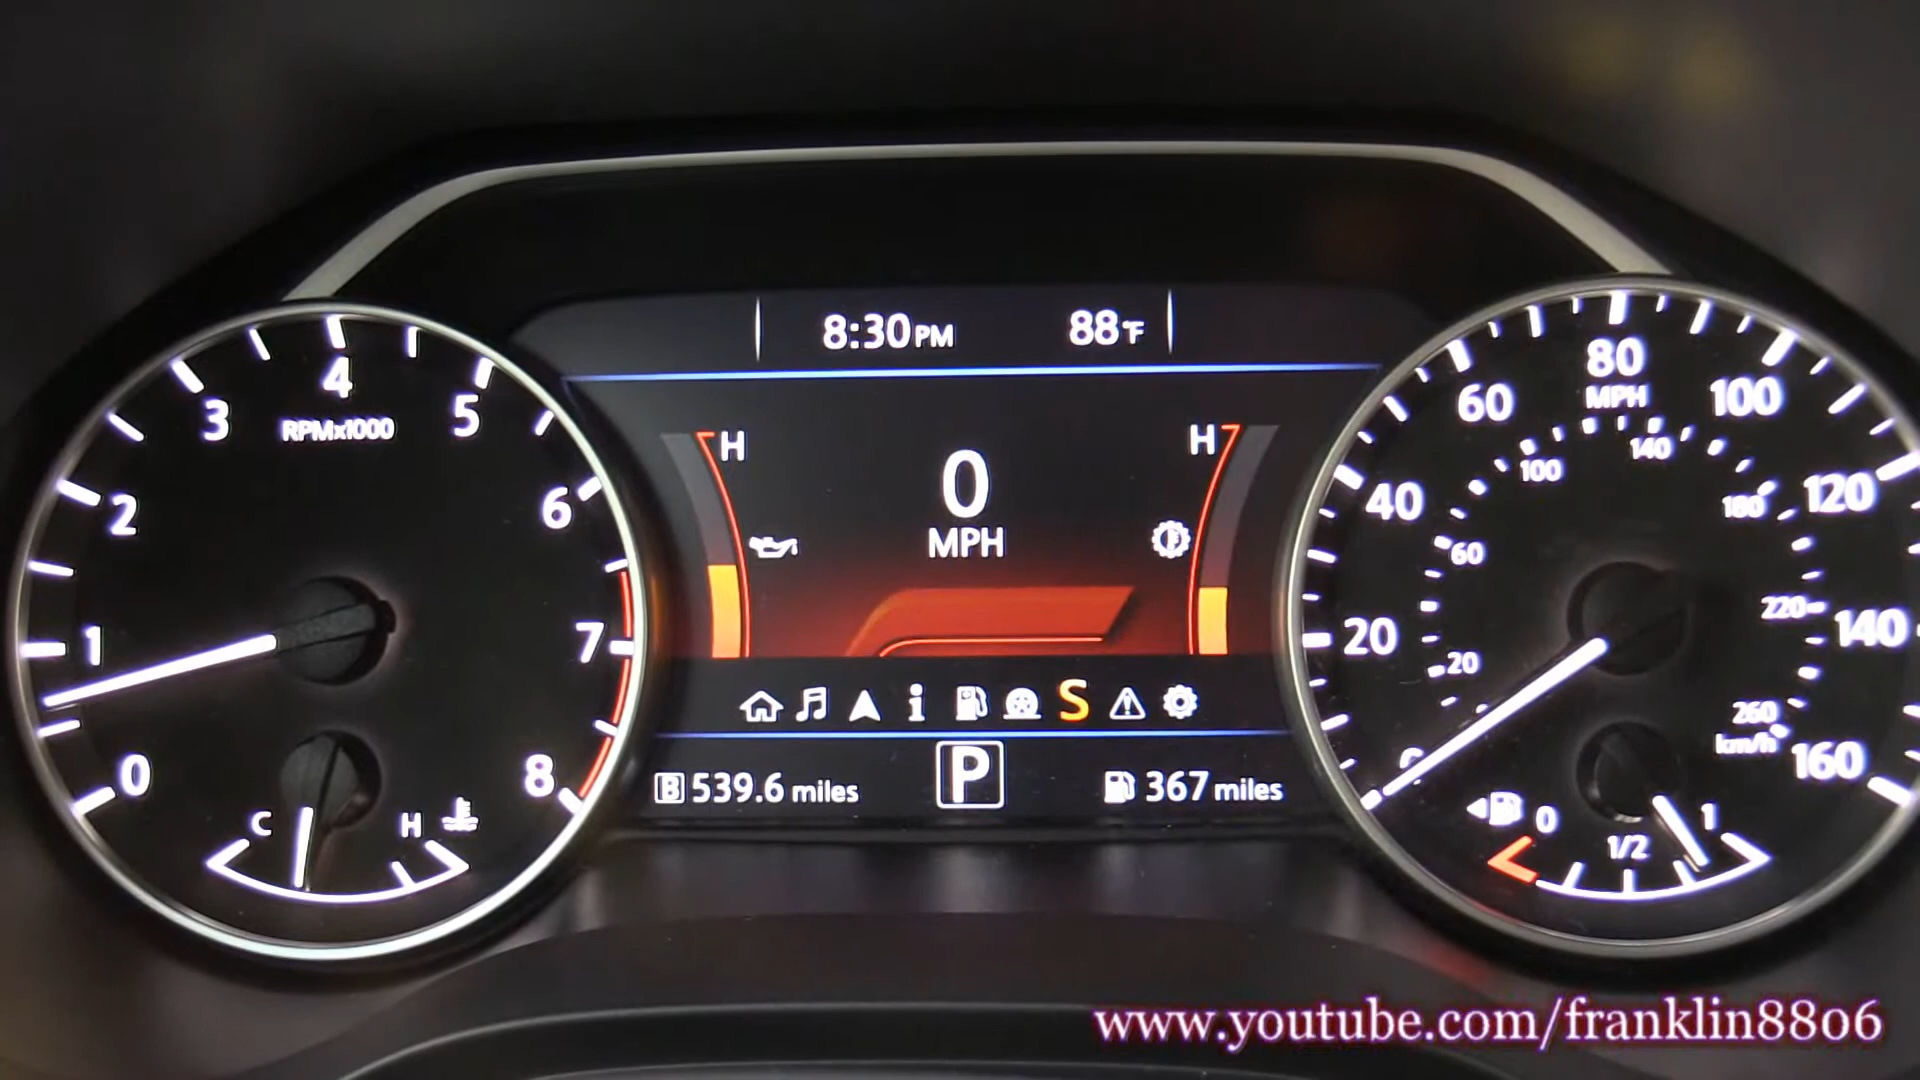 8:30PM 88°F
H H
0
MPH
S
B 539.6 miles P 367 miles
0 1 2 3 4 5 6 7 8
RPMx1000
C H
20 40 60 80 100 120 140 160
MPH
20 60 100 140 180 220 260
km/h
0 1/2 1
www.youtube.com/franklin8806